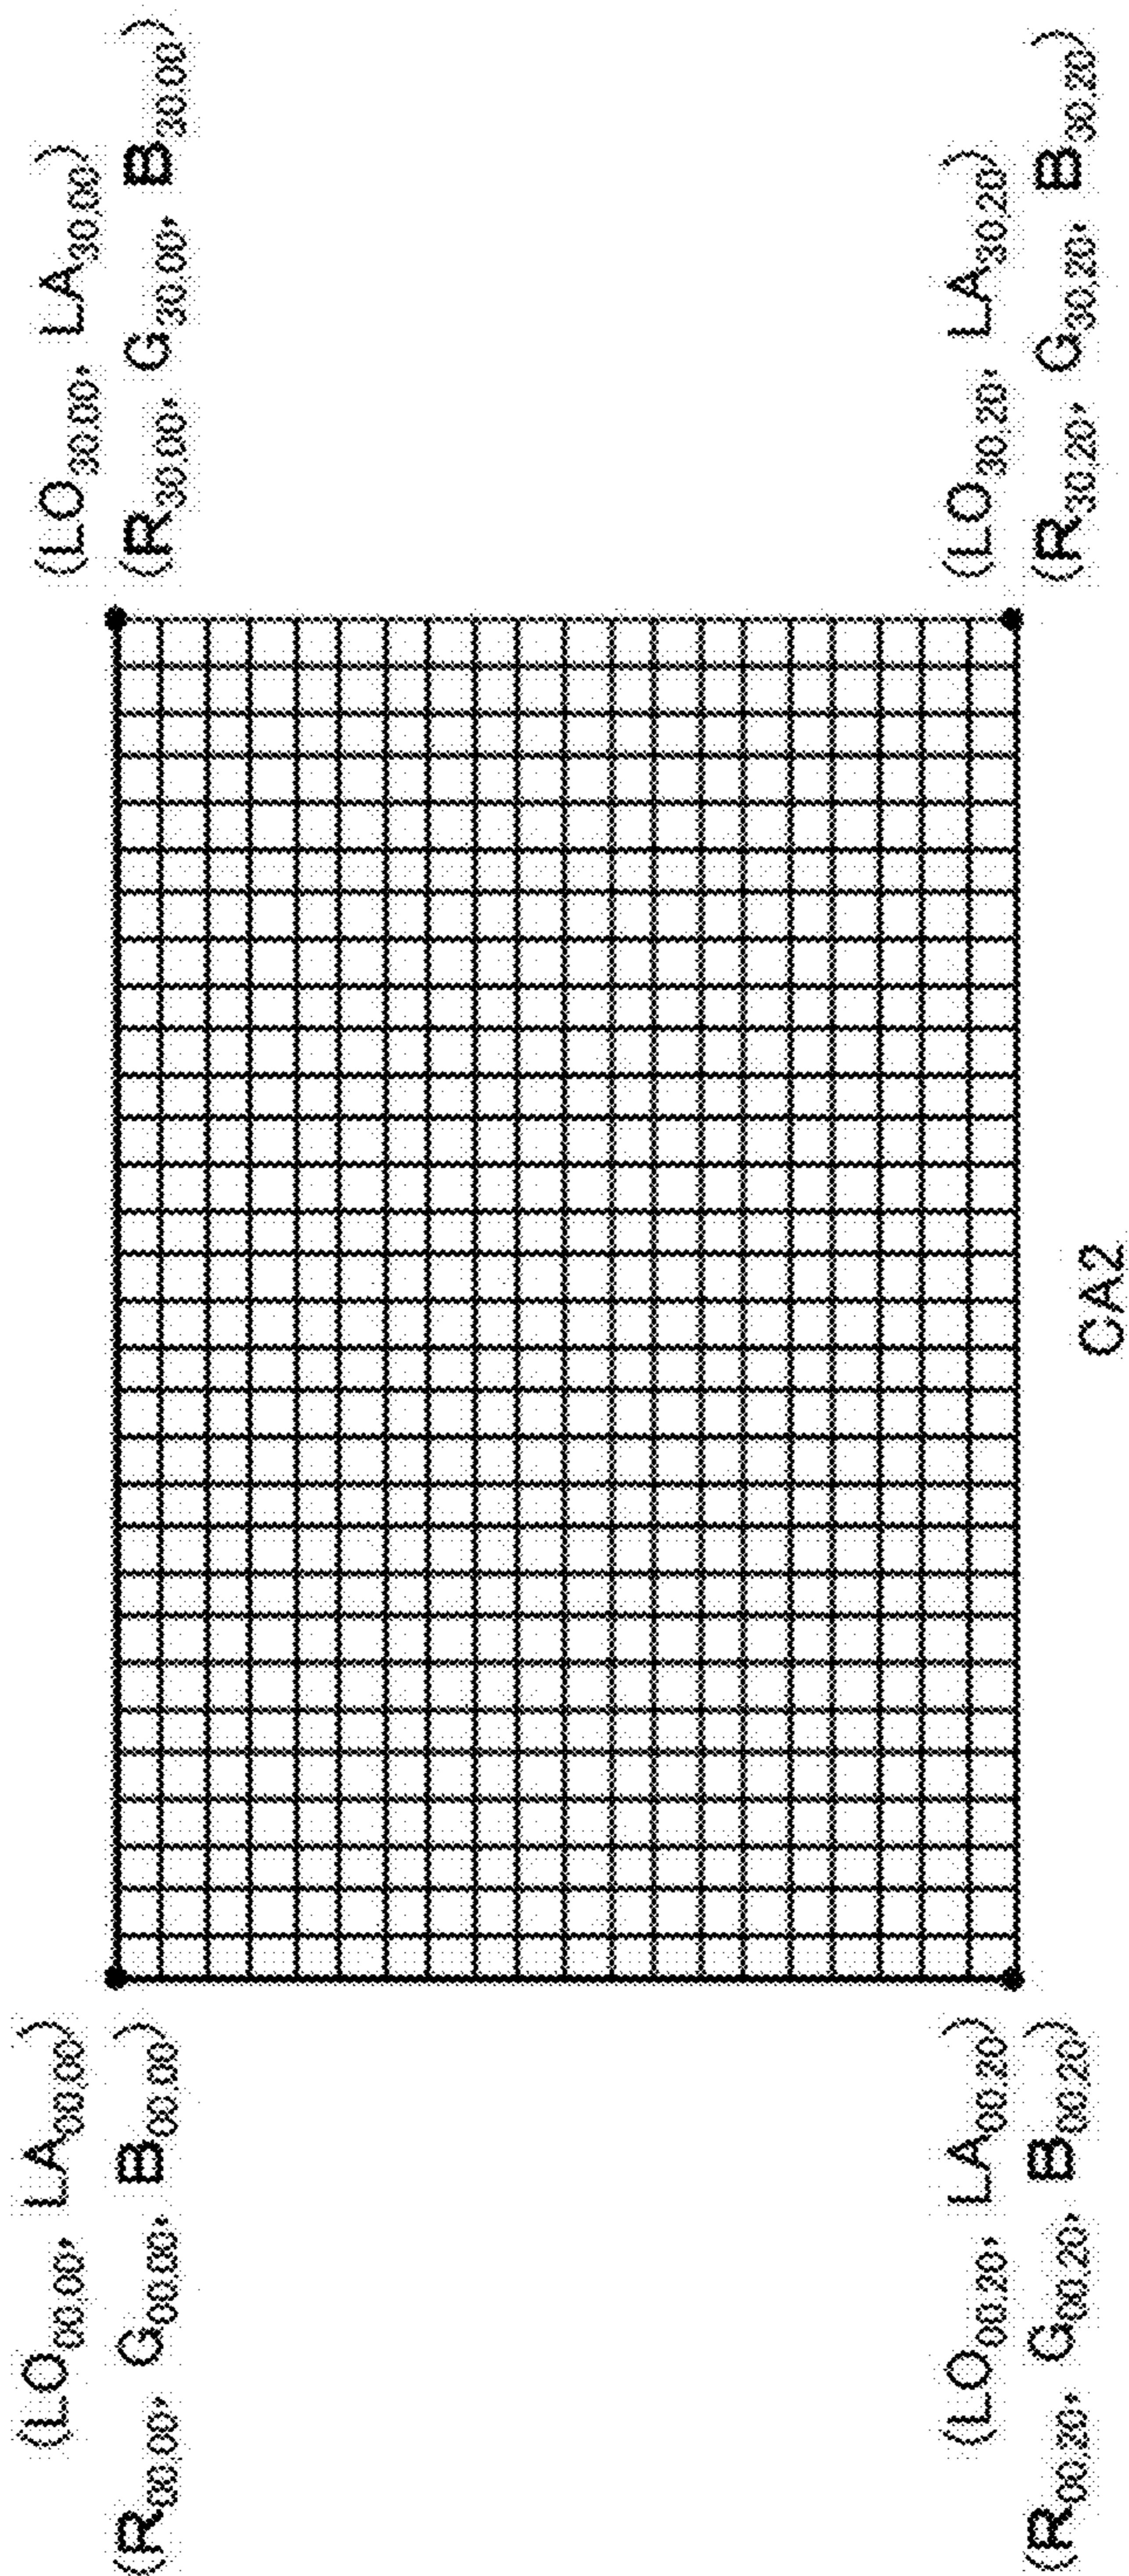 (LO00,00, LA00,00)
(R00,00, G00,00, B00,00)
(LO30,00, LA30,00)
(R30,00, G30,00, B30,00)
(LO00,20, LA00,20)
(R00,20, G00,20, B00,20)
(LO30,20, LA30,20)
(R30,20, G30,20, B30,20)
CA2